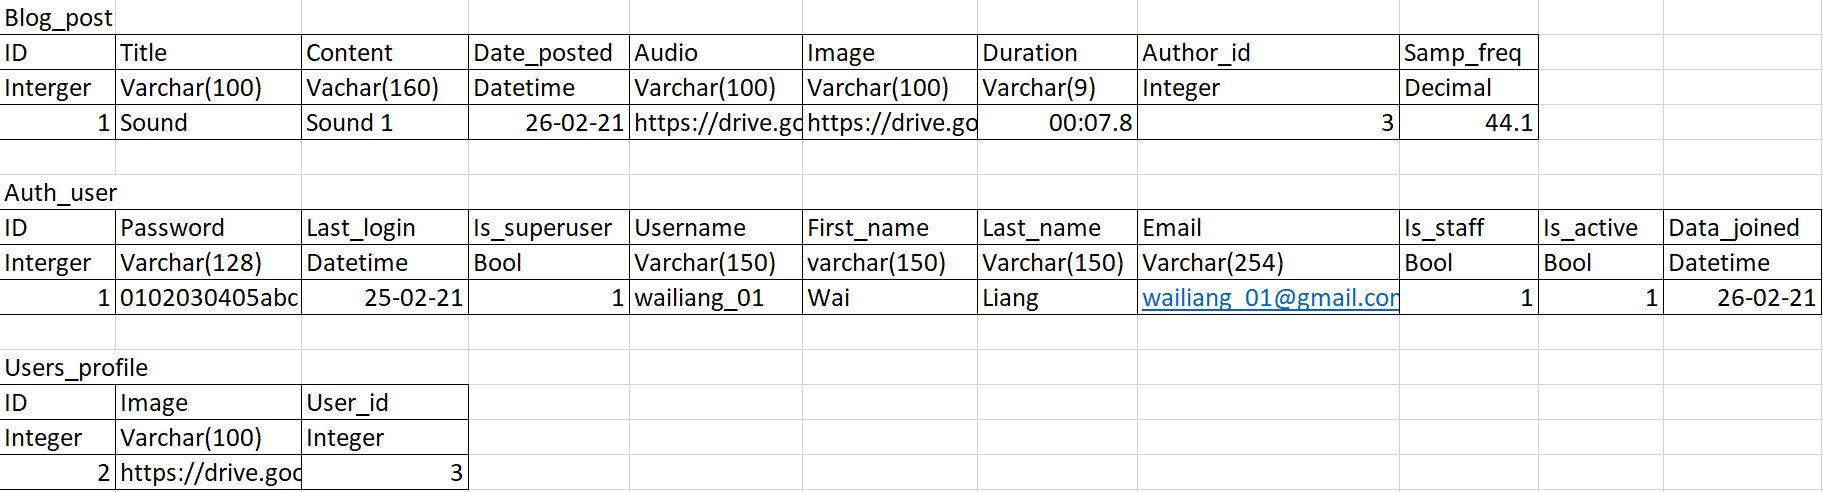 Blog_post
ID Title Content Date_posted Audio Image Duration Author_id Samp_freq
Interger Varchar(100) Vachar(160) Datetime Varchar(100) Varchar(100) Varchar(9) Integer Decimal
1 Sound Sound 1 26-02-21 https://drive.gc https://drive.go 00:07.8 3 44.1
Auth_user
ID Password Last_login Is_superuser Username First_name Last_name Email Is_staff Is_active Data_joined
Interger Varchar(128) Datetime Bool Varchar(150) varchar(150) Varchar(150) Varchar(254) Bool Bool Datetime
1 0102030405abc 25-02-21 1 wailiang_01 Wai Liang wailiang_01@gmail.com 1 1 26-02-21
Users_profile
ID Image User_id
Integer Varchar(100) Integer
2 https://drive.goc 3